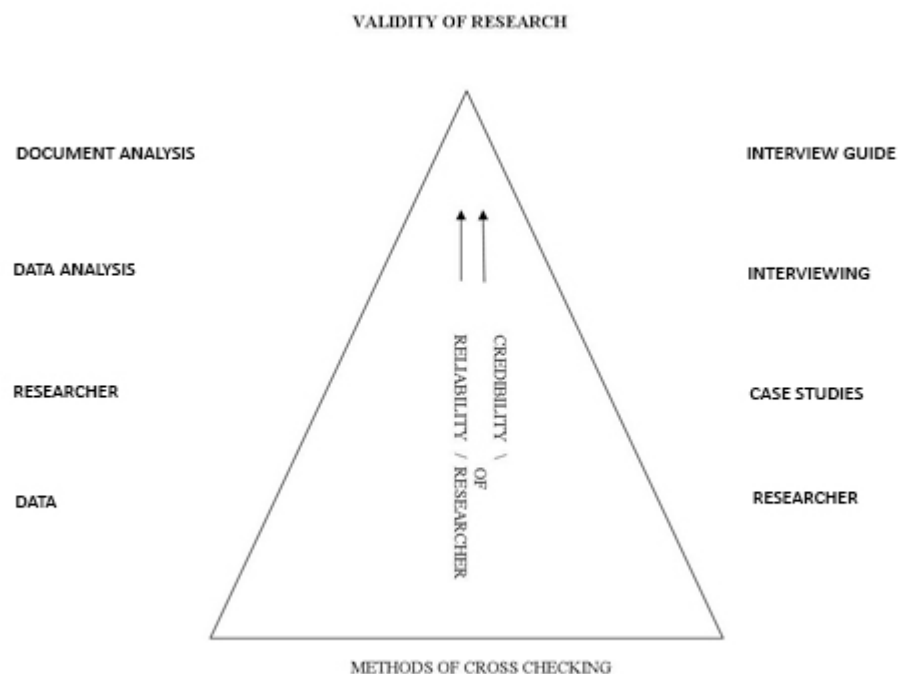 VALIDITY OF RESEARCH
DOCUMENT ANALYSIS
INTERVIEW GUIDE
DATA ANALYSIS
INTERVIEWING
RESEARCHER
CASE STUDIES
DATA
RESEARCHER
CREDIBILITY \
OF
RELIABILITY / RESEARCHER
METHODS OF CROSS CHECKING